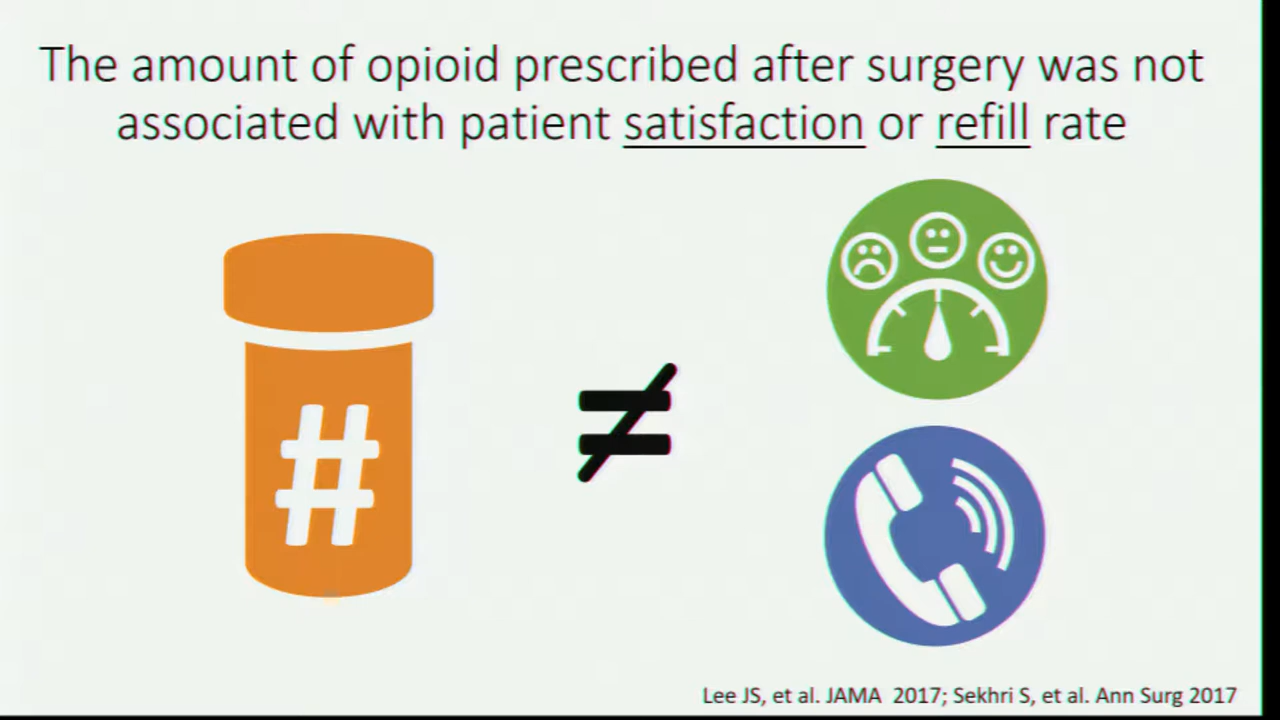 The amount of opioid prescribed after surgery was not
associated with patient satisfaction or refill rate
#
≠
Lee JS, et al. JAMA 2017; Sekhri S, et al. Ann Surg 2017